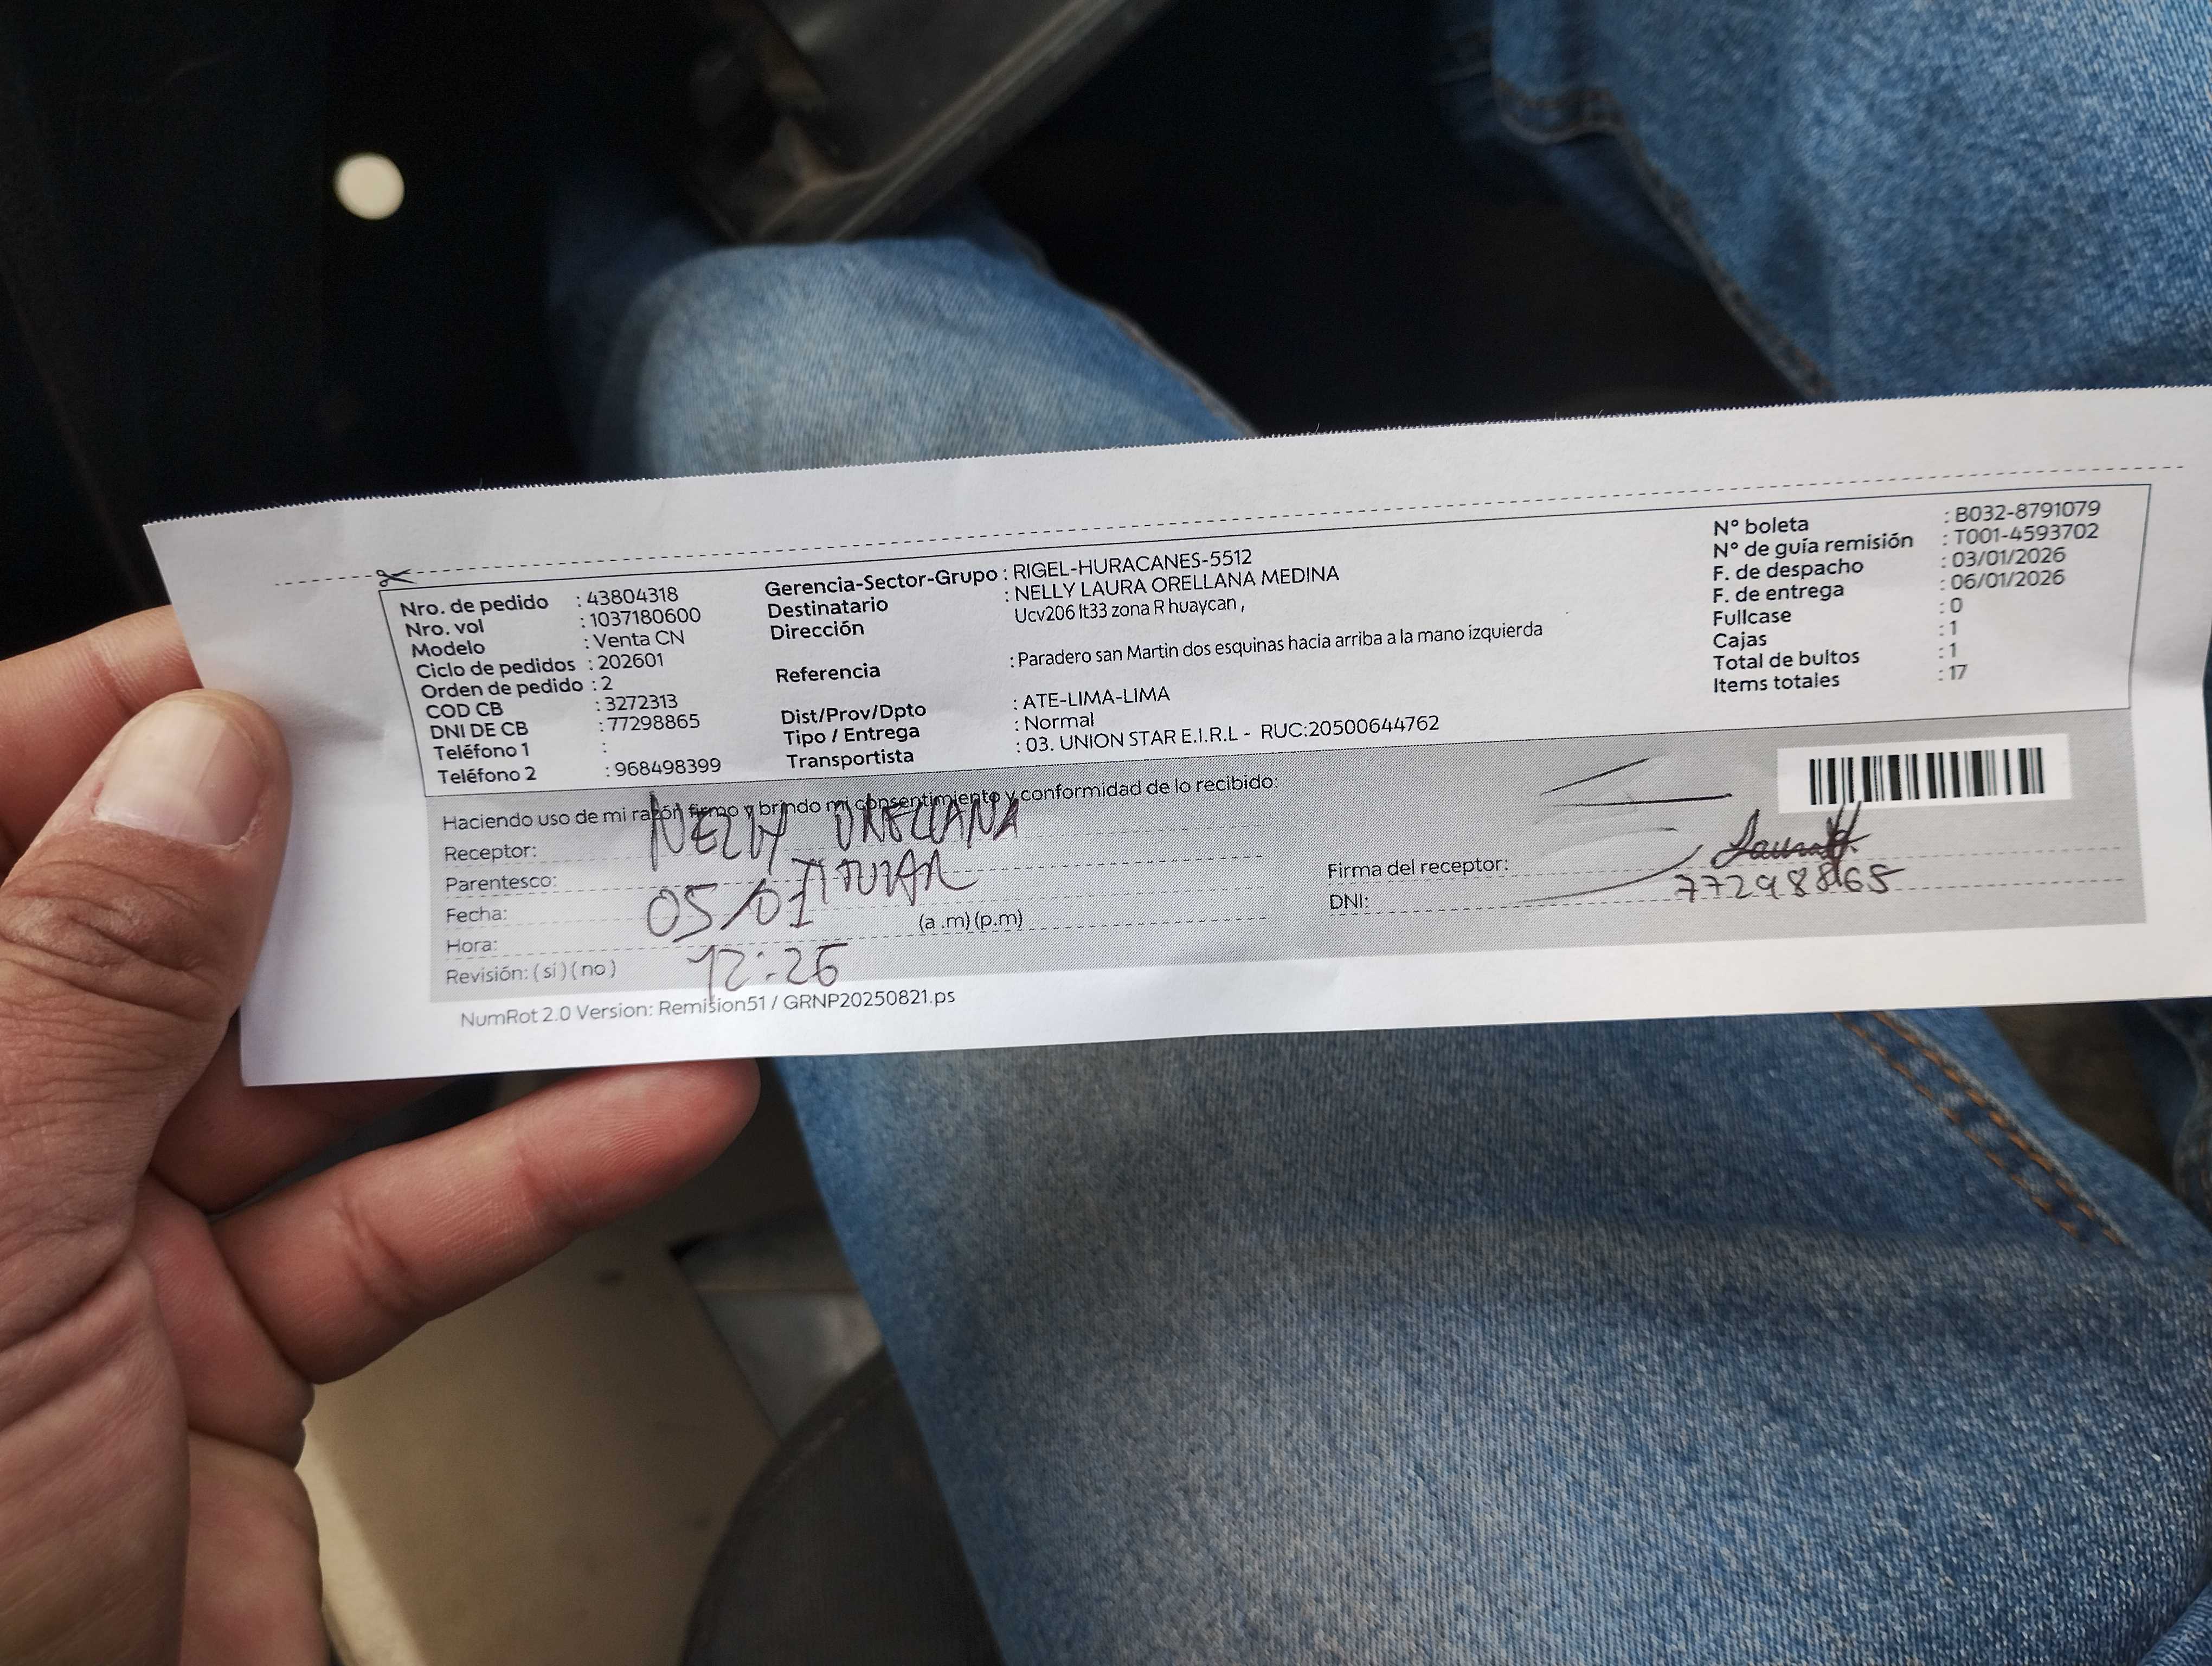 Nro. de pedido : 43804318
Nro. vol : 1037180600
Modelo : Venta CN
Ciclo de pedidos : 202601
Orden de pedido : 2
COD CB : 3272313
DNI DE CB : 77298865
Teléfono 1 :
Teléfono 2 : 968498399
Gerencia-Sector-Grupo : RIGEL-HURACANES-5512
Destinatario : NELLY LAURA ORELLANA MEDINA
Dirección Ucv206 lt33 zona R huaycan ,
Referencia : Paradero san Martin dos esquinas hacia arriba a la mano izquierda
Dist/Prov/Dpto : ATE-LIMA-LIMA
Tipo / Entrega : Normal
Transportista : 03. UNION STAR E.I.R.L - RUC:20500644762
N° boleta : B032-8791079
N° de guía remisión : T001-4593702
F. de despacho : 03/01/2026
F. de entrega : 06/01/2026
Fullcase : 0
Cajas : 1
Total de bultos : 1
Items totales : 17
Haciendo uso de mi razón firmo y brindo mi consentimiento y conformidad de lo recibido:
Receptor: NELLY ORELLANA
Parentesco: TITULAR
Fecha: 05/01
Hora: (a .m) (p.m)
12:26
Revisión: ( si ) ( no )
Firma del receptor:
DNI: 77298865
NumRot 2.0 Version: Remision51 / GRNP20250821.ps